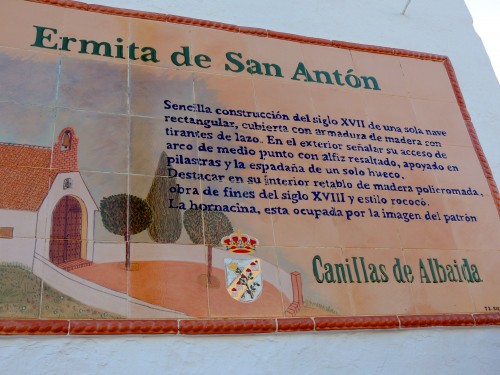 Ermita de San Antón
Sencilla construcción del siglo XVII de una sola nave
rectangular, cubierta con armadura de madera con
tirantes de lazo. En el exterior señalar su acceso de
arco de medio punto con alfiz resaltado, apoyado en
pilastras y la espadaña de un solo hueco.
Destacar en su interior retablo de madera polícromada,
obra de fines del siglo XVIII y estilo rococó.
La hornacina, esta ocupada por la imagen del patrón
Canillas de Albaida